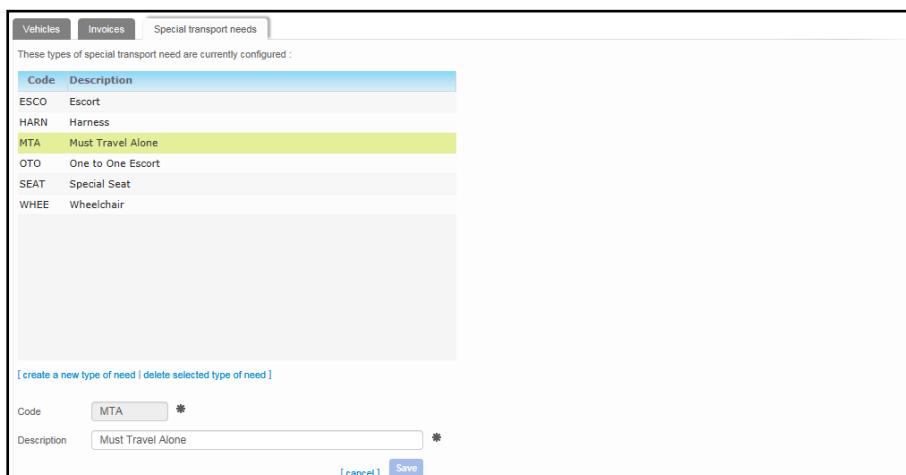 Vehicles Invoices Special transport needs
These types of special transport need are currently configured :
Code Description
ESCO Escort
HARN Harness
MTA Must Travel Alone
OTO One to One Escort
SEAT Special Seat
WHEE Wheelchair
[ create a new type of need | delete selected type of need ]
Code MTA *
Description Must Travel Alone *
[ cancel ] Save